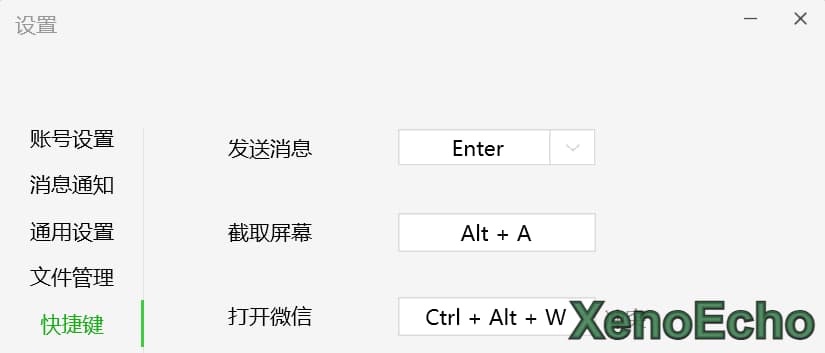 设置
账号设置
消息通知
通用设置
文件管理
快捷键
发送消息
Enter
截取屏幕
Alt + A
打开微信
Ctrl + Alt + W
XenoEcho